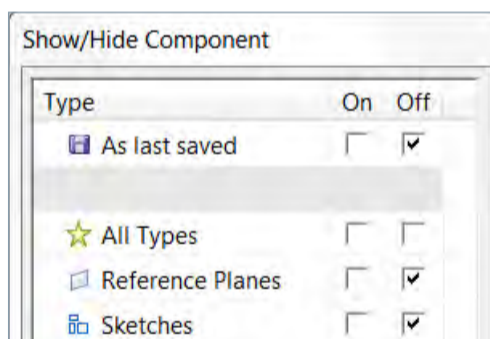 Show/Hide Component
Type On Off
As last saved
All Types
Reference Planes
Sketches